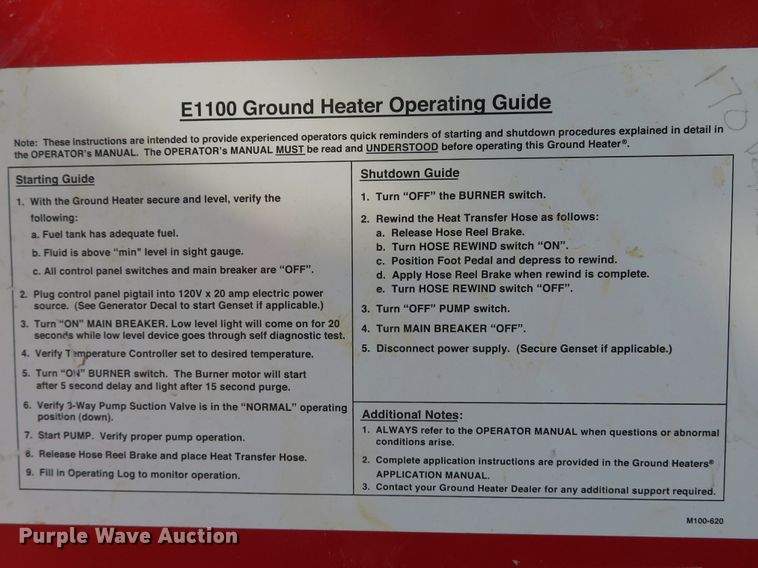 E1100 Ground Heater Operating Guide
Note: These instructions are intended to provide experienced operators quick reminders of starting and shutdown procedures explained in detail in
the OPERATOR's MANUAL. The OPERATOR's MANUAL MUST be read and UNDERSTOOD before operating this Ground Heater®.
Starting Guide
1. With the Ground Heater secure and level, verify the
following:
a. Fuel tank has adequate fuel.
b. Fluid is above "min" level in sight gauge.
c. All control panel switches and main breaker are "OFF".
2. Plug control panel pigtail into 120V x 20 amp electric power
source. (See Generator Decal to start Genset if applicable.)
3. Turn "ON" MAIN BREAKER. Low level light will come on for 20
seconds while low level device goes through self diagnostic test.
4. Verify Temperature Controller set to desired temperature.
5. Turn "ON" BURNER switch. The Burner motor will start
after 5 second delay and light after 15 second purge.
6. Verify 3-Way Pump Suction Valve is in the "NORMAL" operating
position (down).
7. Start PUMP. Verify proper pump operation.
8. Release Hose Reel Brake and place Heat Transfer Hose.
9. Fill in Operating Log to monitor operation.
Shutdown Guide
1. Turn "OFF" the BURNER switch.
2. Rewind the Heat Transfer Hose as follows:
a. Release Hose Reel Brake.
b. Turn HOSE REWIND switch "ON".
c. Position Foot Pedal and depress to rewind.
d. Apply Hose Reel Brake when rewind is complete.
e. Turn HOSE REWIND switch "OFF".
3. Turn "OFF" PUMP switch.
4. Turn MAIN BREAKER "OFF".
5. Disconnect power supply. (Secure Genset if applicable.)
Additional Notes:
1. ALWAYS refer to the OPERATOR MANUAL when questions or abnormal
conditions arise.
2. Complete application instructions are provided in the Ground Heaters®
APPLICATION MANUAL.
3. Contact your Ground Heater Dealer for any additional support required.
M100-620
Purple Wave Auction